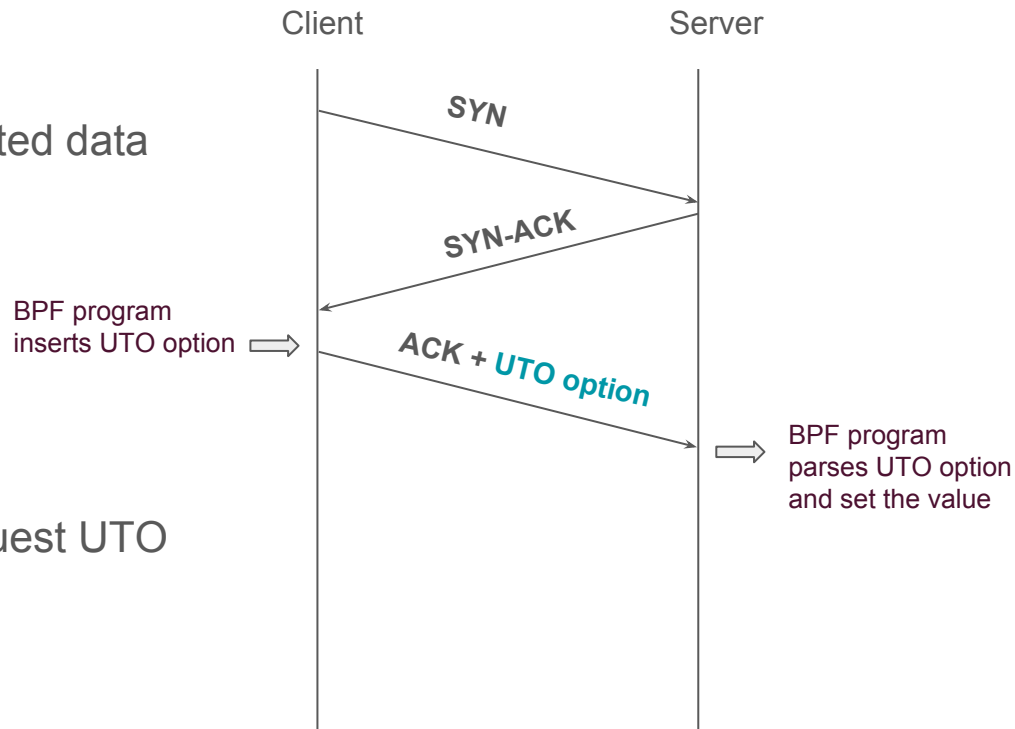 Client
Server
SYN
ted data
SYN-ACK
BPF program
inserts UTO option
ACK + UTO option
BPF program
parses UTO option
and set the value
uest UTO